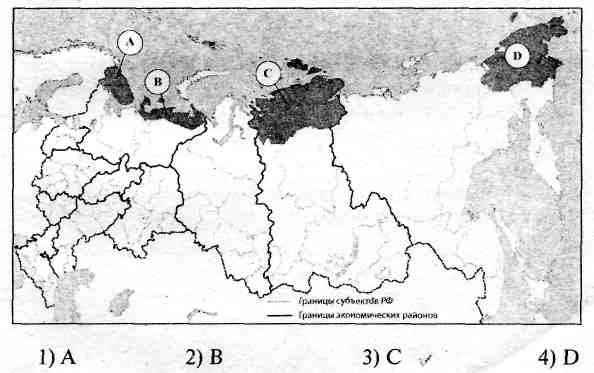 A
B
C
D
Границы субъектов РФ
Границы экономических районов
1) A 2) B 3) C 4) D